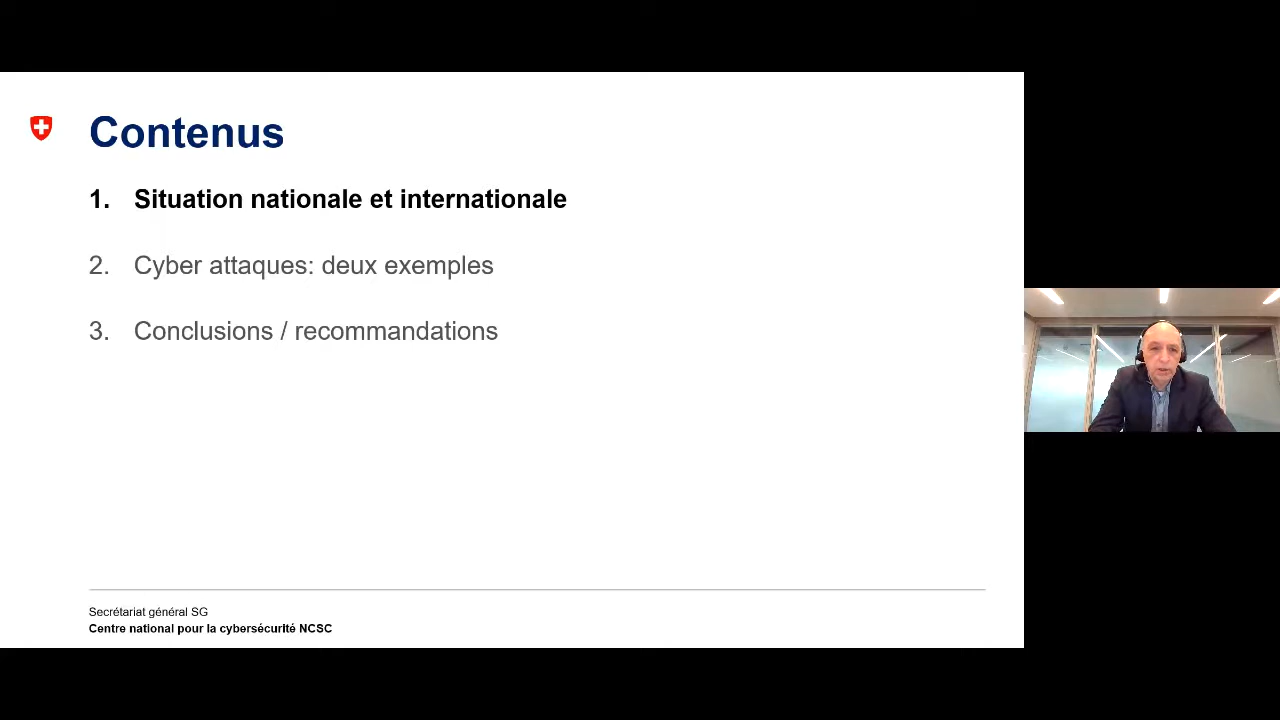 Contenus
1. Situation nationale et internationale
2. Cyber attaques: deux exemples
3. Conclusions / recommandations
Secrétariat général SG
Centre national pour la cybersécurité NCSC